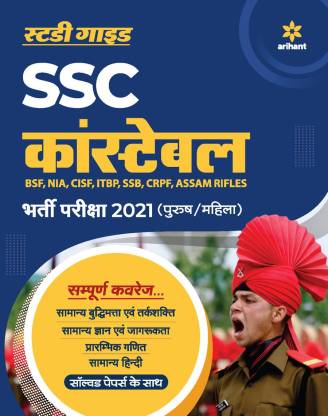 स्टडी गाइड
arihant
SSC
कांस्टेबल
BSF, NIA, CISF, ITBP, SSB, CRPF, ASSAM RIFLES
भर्ती परीक्षा 2021 (पुरुष/महिला)
सम्पूर्ण कवरेज...
सामान्य बुद्धिमत्ता एवं तर्कशक्ति
सामान्य ज्ञान एवं जागरूकता
प्रारम्भिक गणित
सामान्य हिन्दी
सॉल्वड पेपर्स के साथ